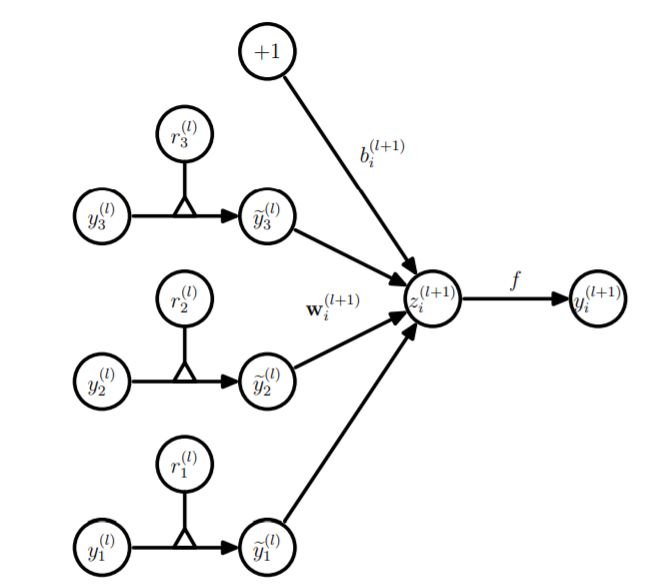 +1
b_i^{(l+1)}
r_3^{(l)}
y_3^{(l)} ỹ_3^{(l)}
r_2^{(l)} w_i^{(l+1)} z_i^{(l+1)} f y_i^{(l+1)}
y_2^{(l)} ỹ_2^{(l)}
r_1^{(l)}
y_1^{(l)} ỹ_1^{(l)}